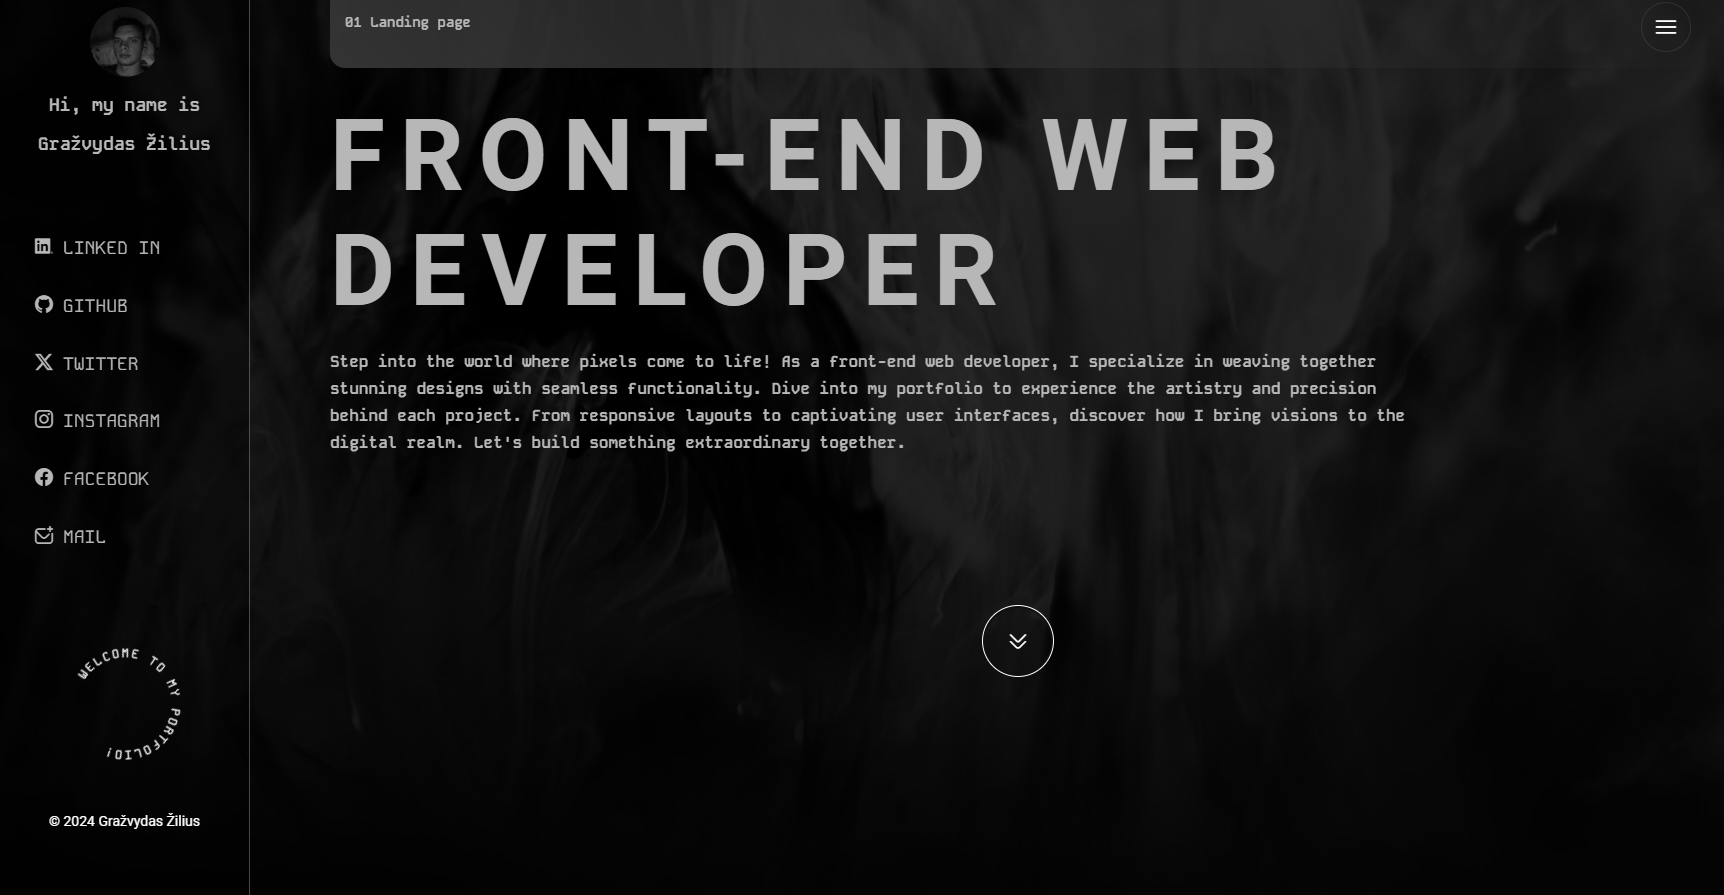 Hi, my name is
Gražvydas Žilius
LINKED IN
GITHUB
TWITTER
INSTAGRAM
FACEBOOK
MAIL
WELCOME TO MY PORTFOLIO!
© 2024 Gražvydas Žilius
01 Landing page
FRONT-END WEB
DEVELOPER
Step into the world where pixels come to life! As a front-end web developer, I specialize in weaving together
stunning designs with seamless functionality. Dive into my portfolio to experience the artistry and precision
behind each project. From responsive layouts to captivating user interfaces, discover how I bring visions to the
digital realm. Let's build something extraordinary together.